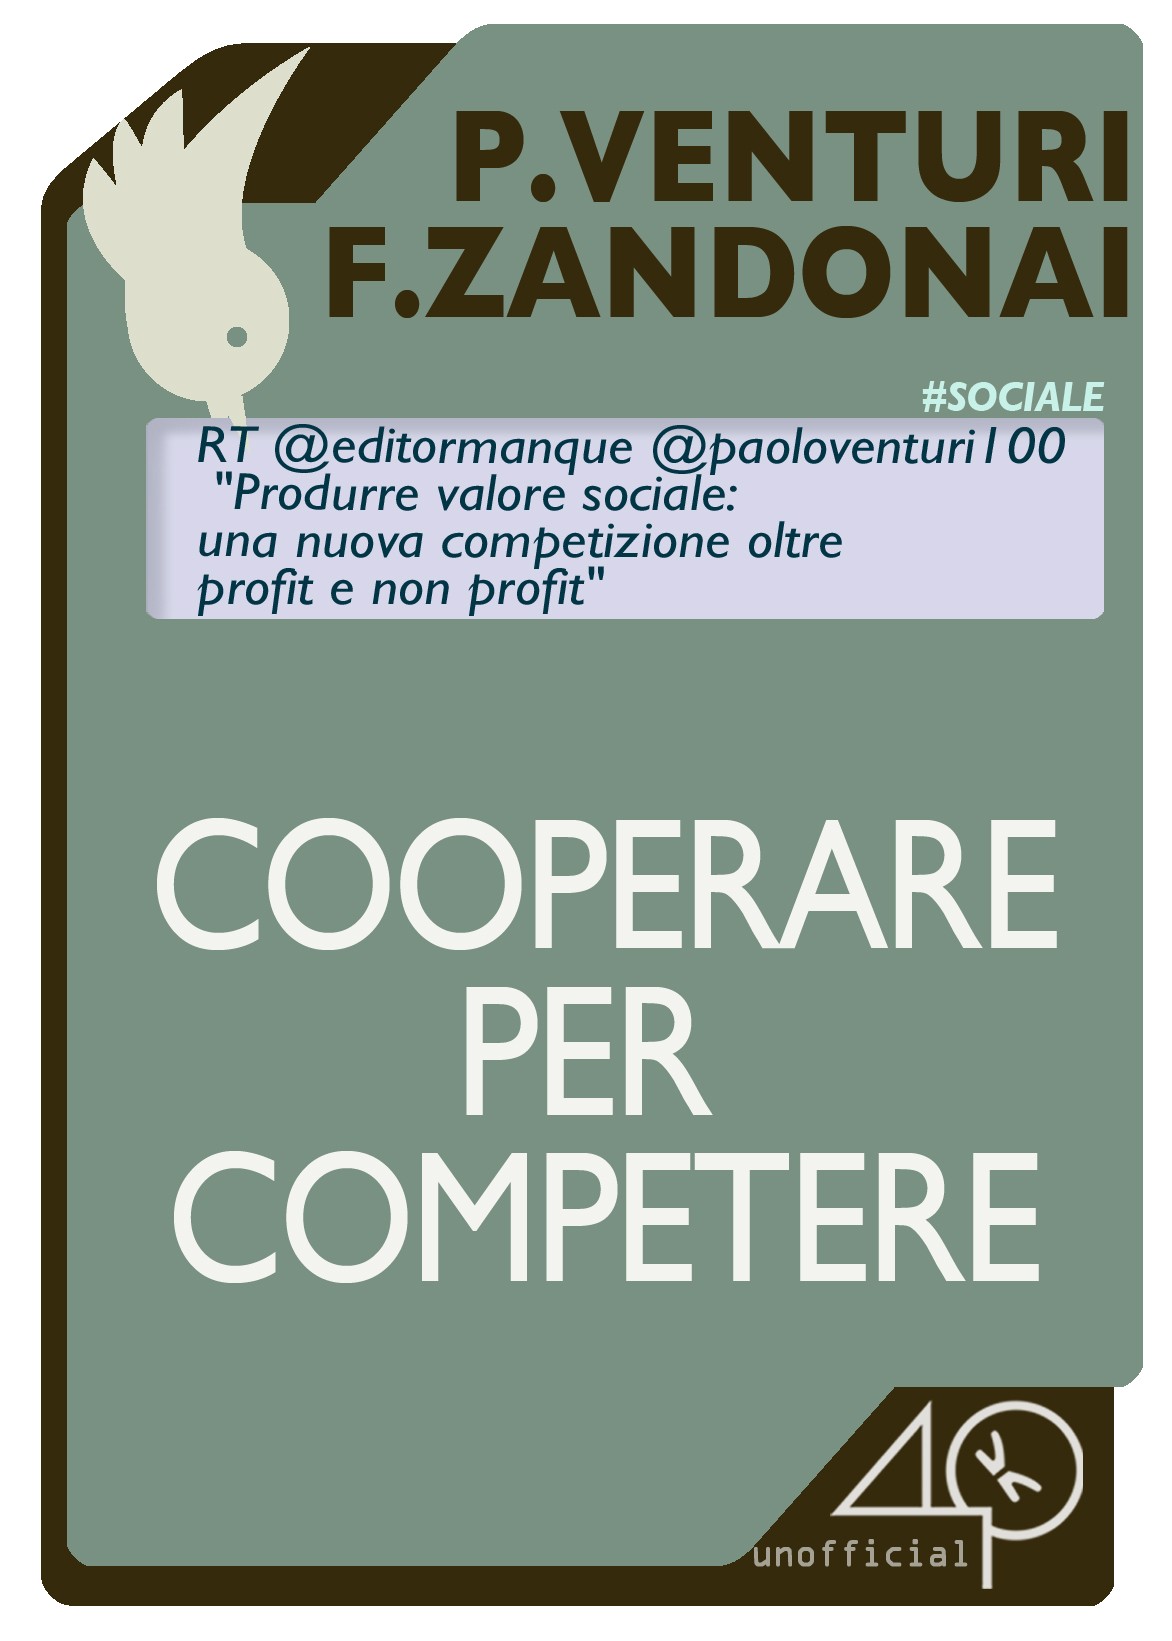 P.VENTURI
F.ZANDONAI
#SOCIALE
RT @editormanque @paoloventuri100
"Produrre valore sociale:
una nuova competizione oltre
profit e non profit"
COOPERARE
PER
COMPETERE
40
unofficial